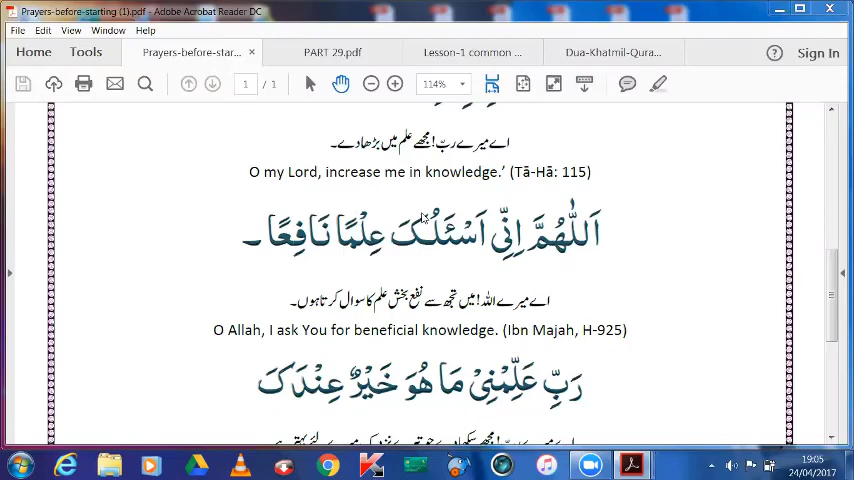 Prayers-before-starting (1).pdf - Adobe Acrobat Reader DC
File Edit View Window Help
Home Tools Prayers-before-star... × PART 29.pdf Lesson-1 common ... Dua-Khatmil-Qura... Sign In
1 / 1 114%
اے میرے ربّ! مجھے علم میں بڑھا دے۔
O my Lord, increase me in knowledge.’ (Tā-Hā: 115)
اَللّٰهُمَّ اِنِّى اَسْئَلُكَ عِلْمًا نَافِعًا ۔
اے میرے اللہ! میں تجھ سے نفع بخش علم کا سوال کرتا ہوں۔
O Allah, I ask You for beneficial knowledge. (Ibn Majah, H-925)
رَبِّ عَلِّمْنِىْ مَا هُوَ خَيْرٌ عِنْدَكَ
19:05
24/04/2017